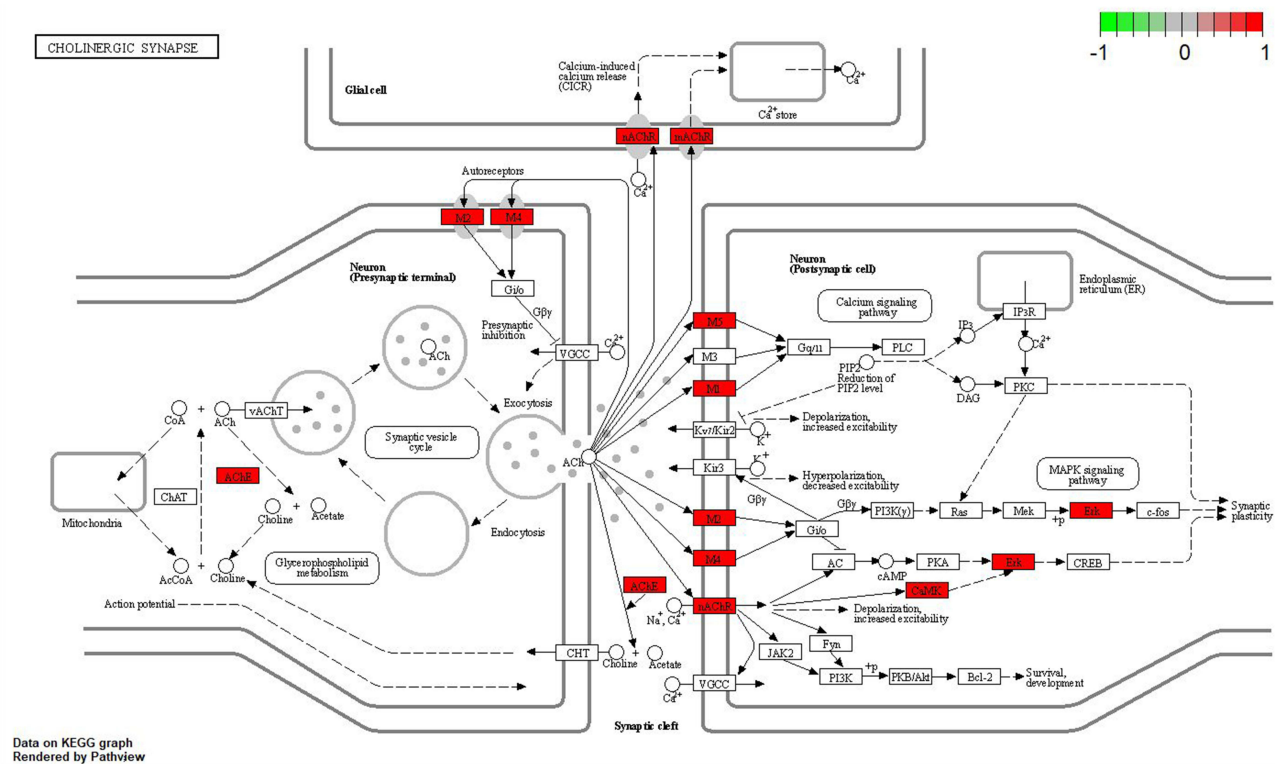 CHOLINERGIC SYNAPSE
-1 0 1
Glial cell
Calcium-induced
calcium release
(CICR)
Ca2+
Ca2+ store
nAChR
mAChR
Ca2+
Autoreceptors
M2
M4
Neuron
(Presynaptic terminal)
Gi/o
Gβγ
Presynaptic
inhibition
VGCC
Ca2+
Exocytosis
ACh
CoA
+
ACh
vAChT
Synaptic vesicle
cycle
ACh
AChE
ChAT
Mitochondria
Choline
+
Acetate
Endocytosis
AcCoA
+
Choline
Glycerophospholipid
metabolism
Action potential
AChE
CHT
Choline
+
Acetate
Neuron
(Postsynaptic cell)
Calcium signaling
pathway
Endoplasmic
reticulum (ER)
M5
M3
M1
Gq/11
PLC
IP3
IP3R
Ca2+
PIP2
Reduction of
PIP2 level
DAG
PKC
Kv7/Kir2
K+
Depolarization,
increased excitability
Kir3
K+
Hyperpolarization,
decreased excitability
MAPK signaling
pathway
Gβγ
Gβγ
M2
Gi/o
PI3K(γ)
Ras
Mek
+p
Erk
c-fos
Synaptic
plasticity
M4
AC
cAMP
PKA
Erk
CREB
CaMK
nAChR
Na+, Ca2+
Depolarization,
increased excitability
JAK2
Fyn
PI3K
+p
PKB/Akt
Bcl-2
Survival,
development
VGCC
Ca2+
Synaptic cleft
Data on KEGG graph
Rendered by Pathview